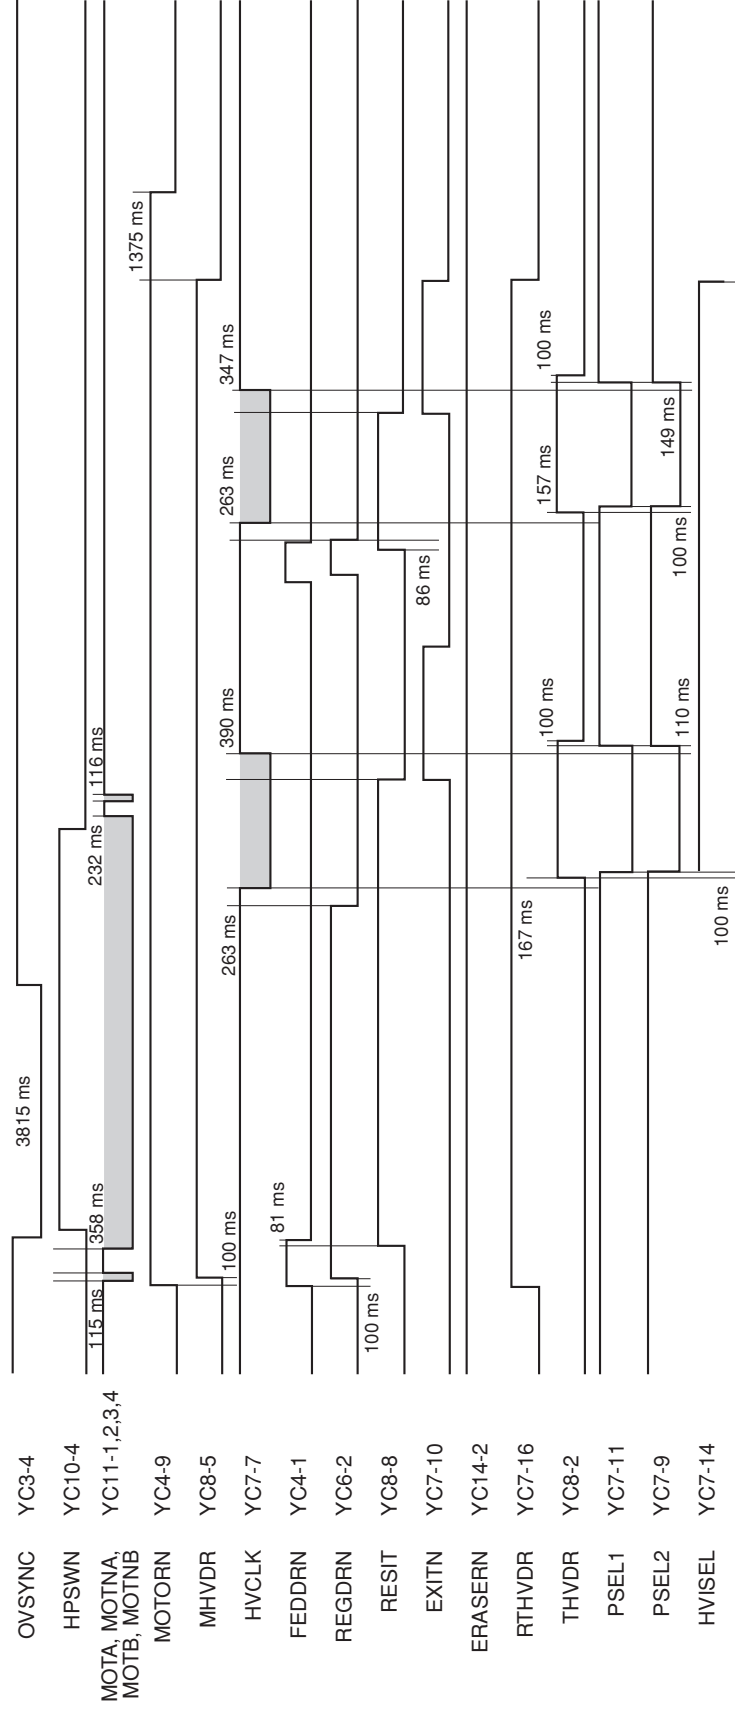 OVSYNC YC3-4
3815 ms
HPSWN YC10-4
MOTA, MOTNA,
MOTB, MOTNB
YC11-1,2,3,4
115 ms
358 ms
232 ms
116 ms
MOTORN YC4-9
1375 ms
MHVDR YC8-5
100 ms
HVCLK YC7-7
263 ms
390 ms
263 ms
347 ms
FEDDRN YC4-1
81 ms
REGDRN YC6-2
100 ms
RESIT YC8-8
86 ms
EXITN YC7-10
ERASERN YC14-2
RTHVDR YC7-16
167 ms
THVDR YC8-2
100 ms
157 ms
100 ms
PSEL1 YC7-11
PSEL2 YC7-9
110 ms
100 ms
149 ms
HVISEL YC7-14
100 ms